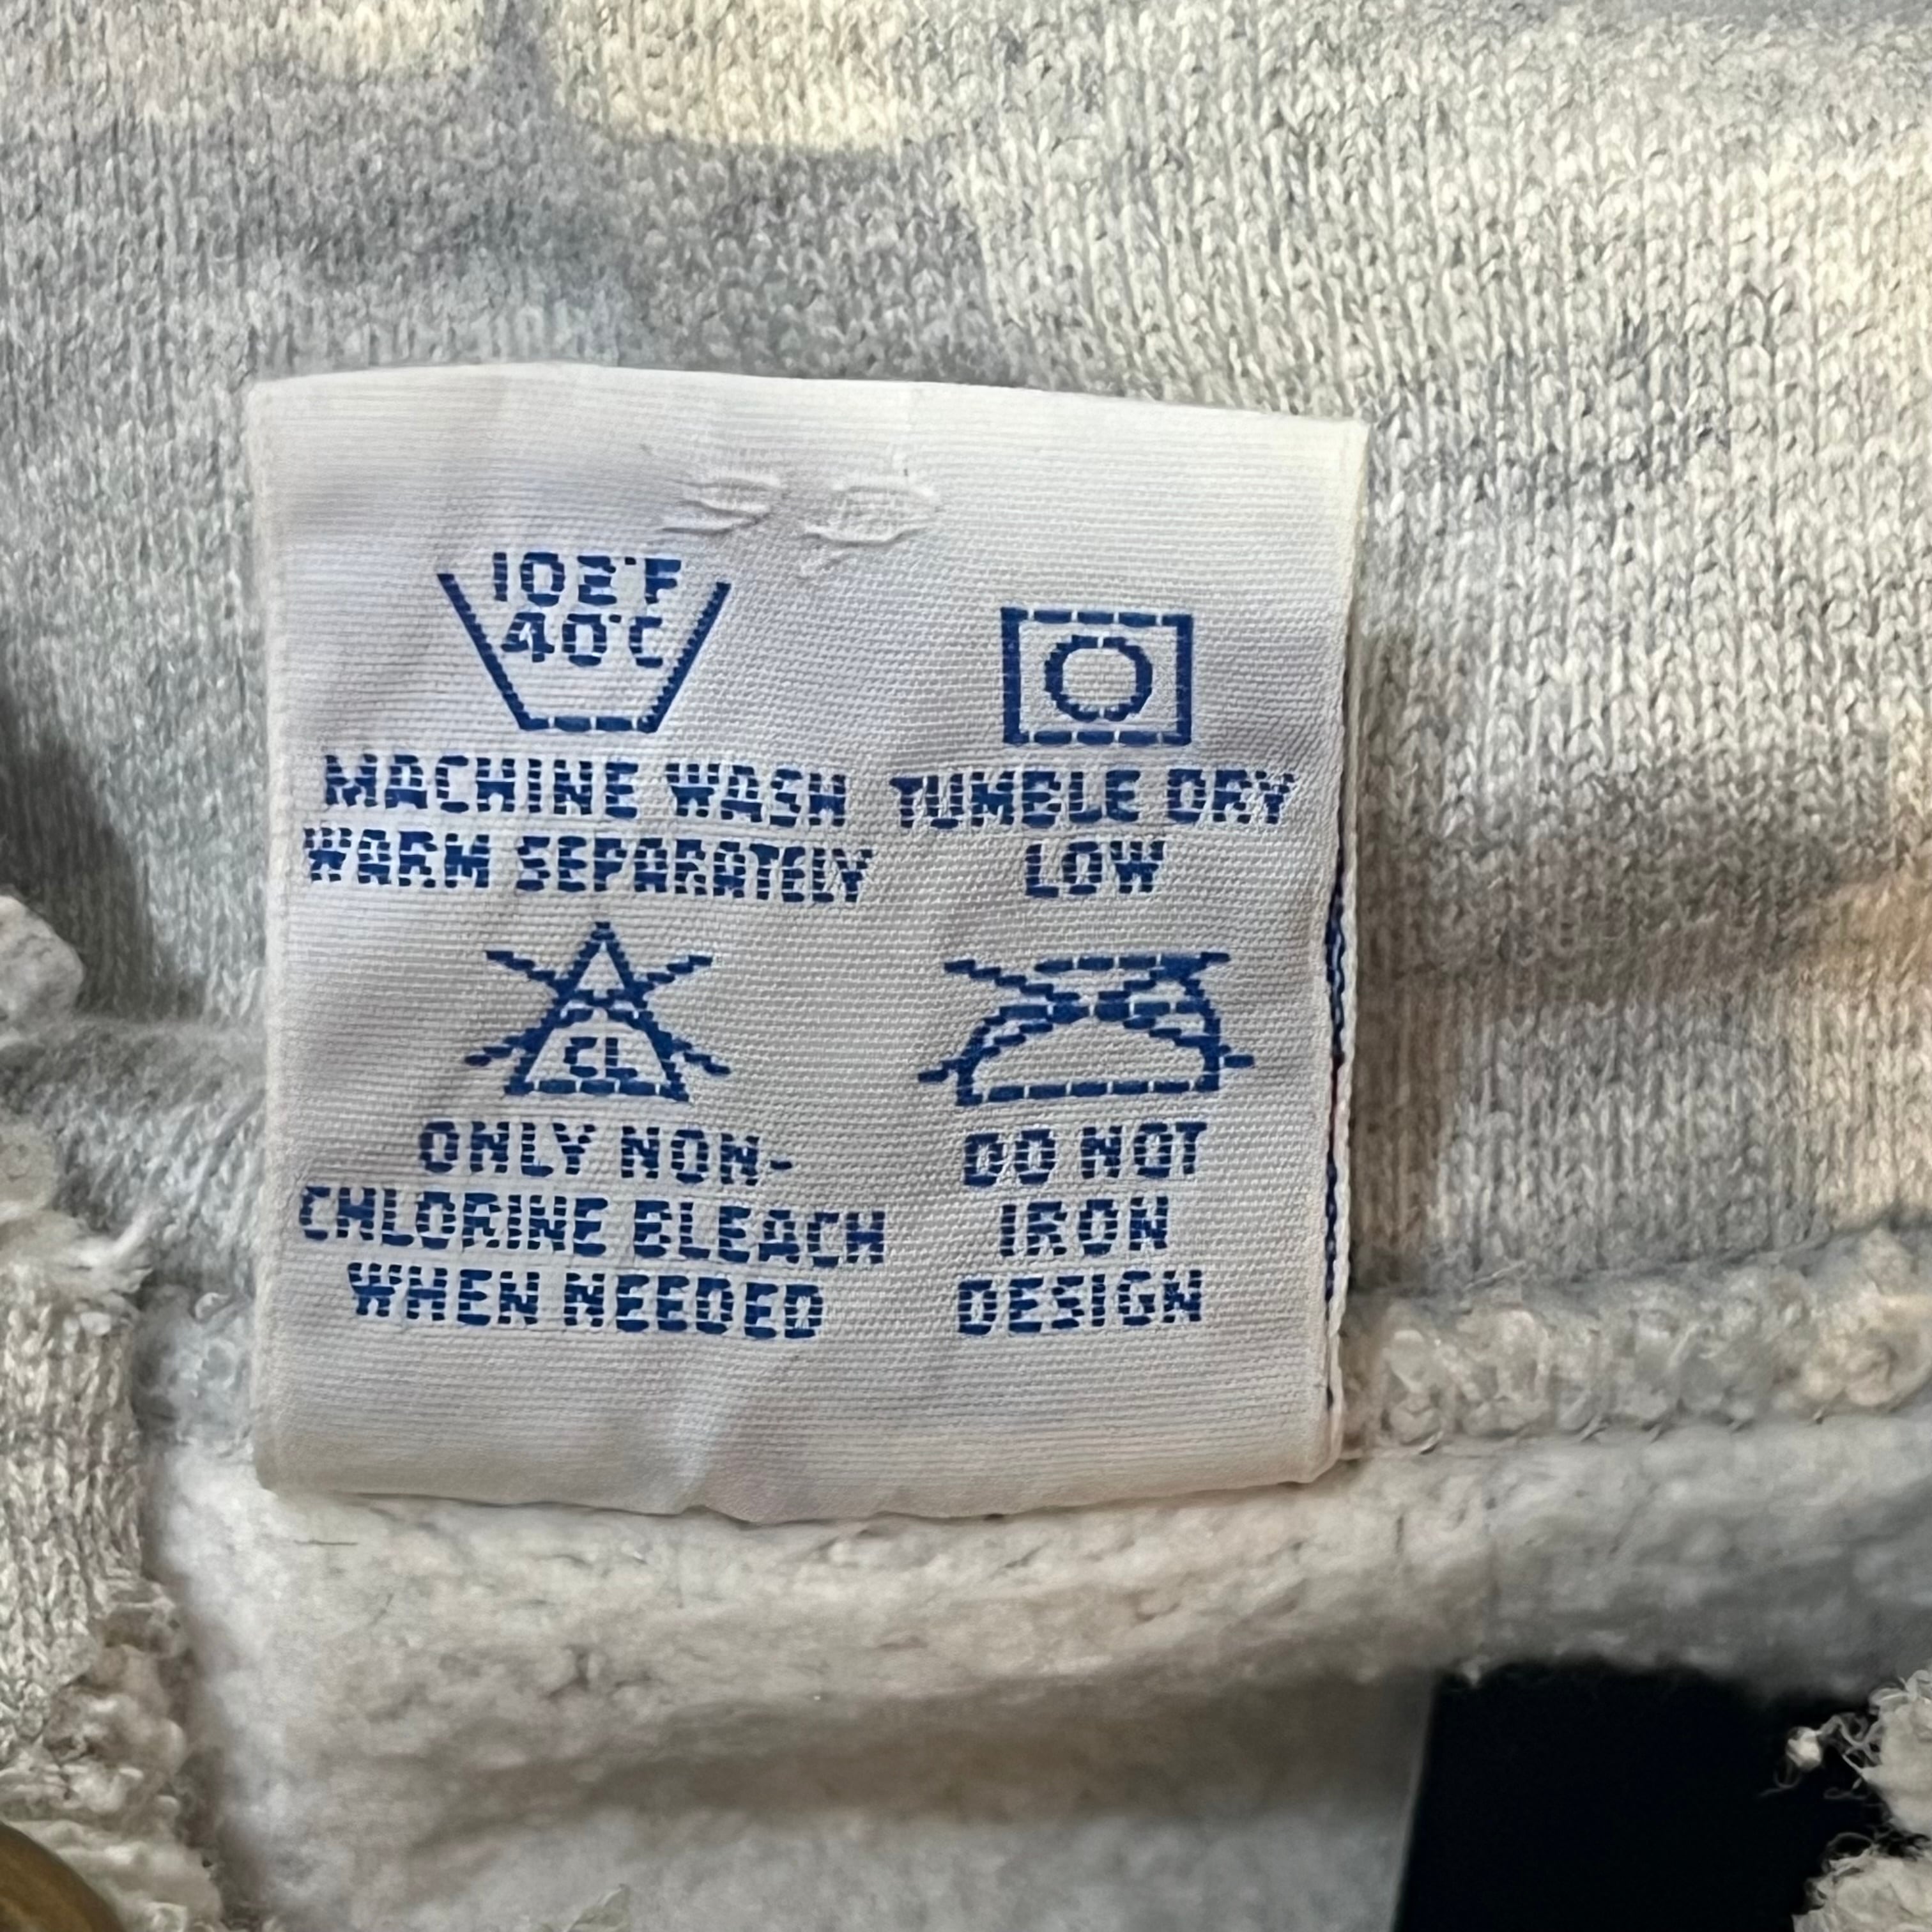 102°F
40°C
MACHINE WASH
WARM SEPARATELY
TUMBLE DRY
LOW
CL
ONLY NON-
CHLORINE BLEACH
WHEN NEEDED
DO NOT
IRON
DESIGN